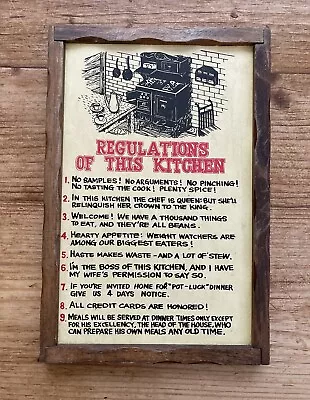 REGULATIONS
OF THIS KITCHEN
1. NO SAMPLES! NO ARGUMENTS! NO PINCHING!
NO TASTING THE COOK! PLENTY SPICE!
2. IN THIS KITCHEN THE CHEF IS QUEEN: BUT SHE'LL
RELINQUISH HER CROWN TO THE KING.
3. WELCOME! WE HAVE A THOUSAND THINGS
TO EAT, AND THEY'RE ALL BEANS.
4. HEARTY APPETITE: WEIGHT WATCHERS ARE
AMONG OUR BIGGEST EATERS!
5. HASTE MAKES WASTE - AND A LOT OF STEW.
6. I'M THE BOSS OF THIS KITCHEN, AND I HAVE
MY WIFE'S PERMISSION TO SAY SO.
7. IF YOU'RE INVITED HOME FOR "POT-LUCK" DINNER
GIVE US 4 DAYS NOTICE.
8. ALL CREDIT CARDS ARE HONORED!
9. MEALS WILL BE SERVED AT DINNER TIMES ONLY EXCEPT
FOR HIS EXCELLENCY, THE HEAD OF THE HOUSE, WHO
CAN PREPARE HIS OWN MEALS ANY OLD TIME.